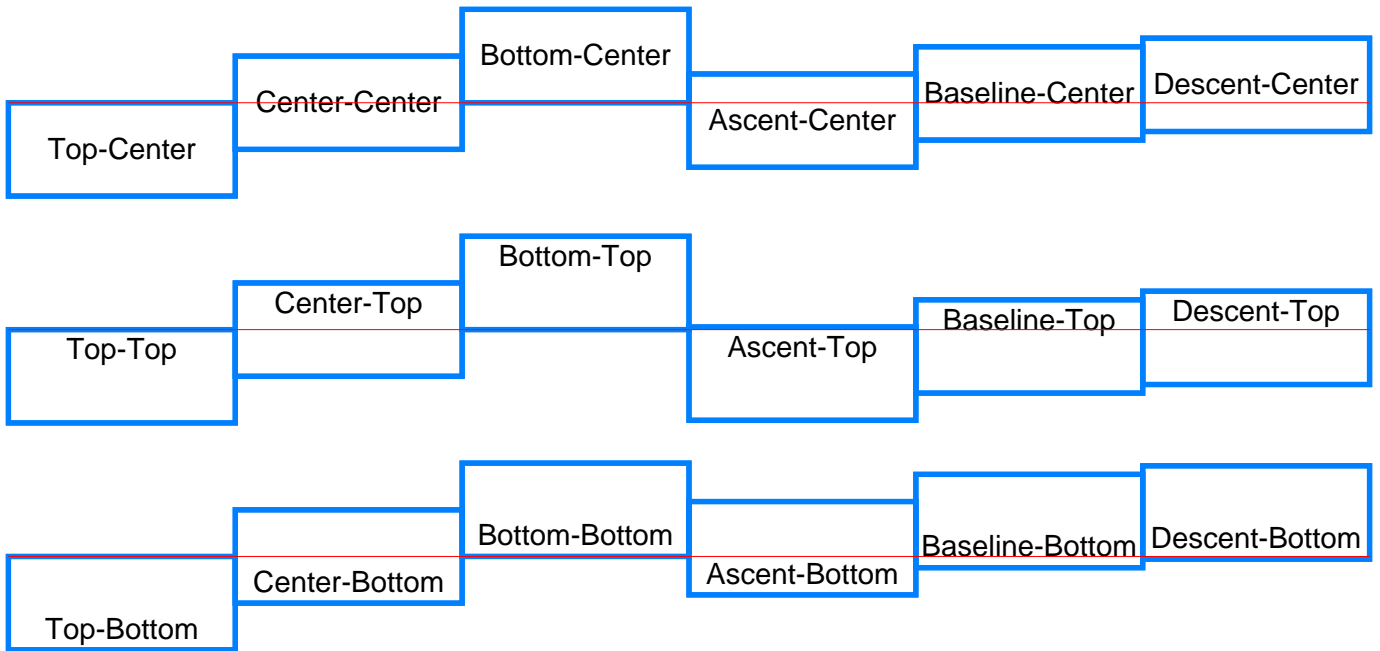 Top-Center
Center-Center
Bottom-Center
Ascent-Center
Baseline-Center
Descent-Center
Top-Top
Center-Top
Bottom-Top
Ascent-Top
Baseline-Top
Descent-Top
Top-Bottom
Center-Bottom
Bottom-Bottom
Ascent-Bottom
Baseline-Bottom
Descent-Bottom